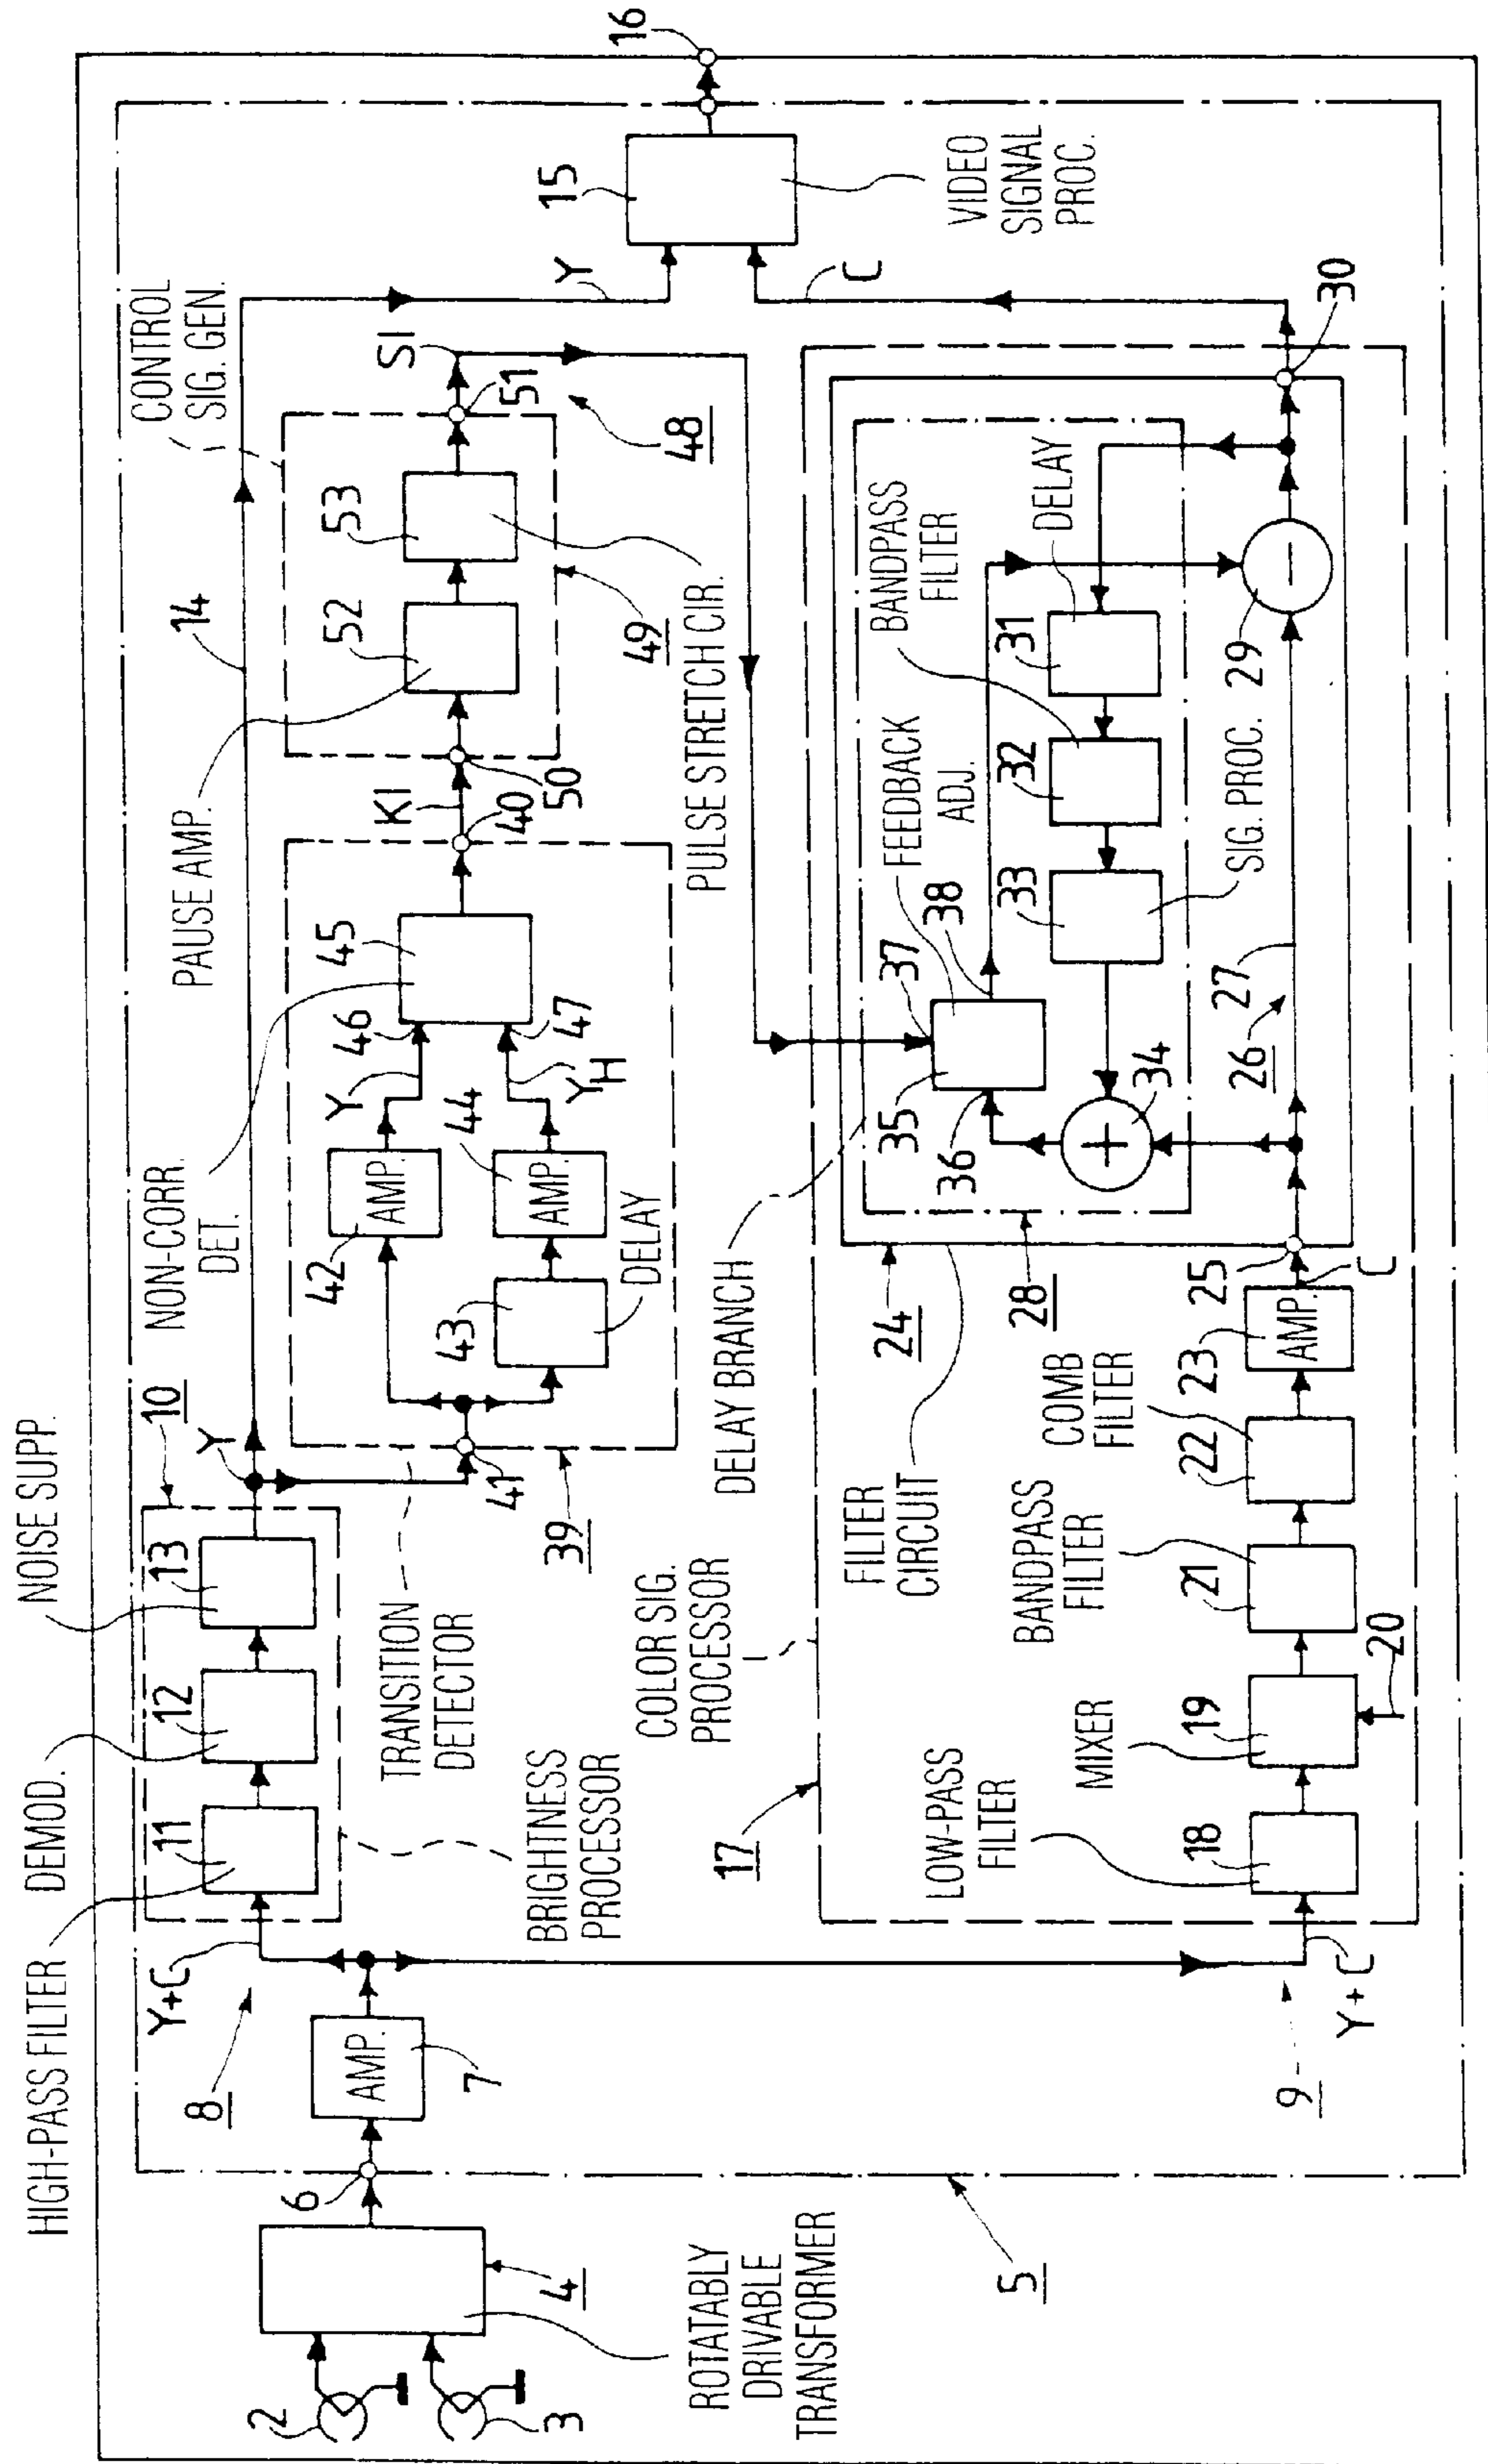 HIGH-PASS FILTER
DEMOD.
NOISE SUPP.
Y+C
11
12
13
10
Y
14
8
BRIGHTNESS
PROCESSOR
2
3
4
ROTATABLY
DRIVABLE
TRANSFORMER
6
AMP.
7
5
NON-CORR.
DET.
PAUSE AMP.
CONTROL
SIG. GEN.
TRANSITION
DETECTOR
39
41
42
AMP.
43
DELAY
44
AMP.
Y
YH
46
47
45
40
KI
50
52
53
49
51
SI
48
PULSE STRETCH CIR.
Y
C
15
VIDEO
SIGNAL
PROC.
16
COLOR SIG.
PROCESSOR
17
DELAY BRANCH
FILTER
CIRCUIT
24
28
35
36
37
38
FEEDBACK
ADJ.
BANDPASS
FILTER
DELAY
31
32
33
SIG. PROC.
34
+
29
−
26
27
30
9
Y+C
LOW-PASS
FILTER
18
MIXER
19
20
BANDPASS
FILTER
21
COMB
FILTER
22
23
AMP.
25
C